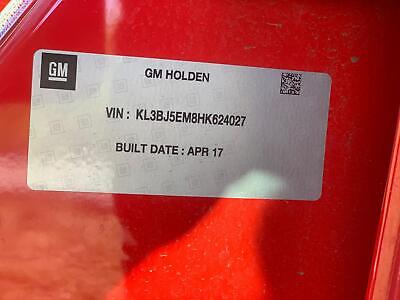 GM
GM HOLDEN
VIN : KL3BJ5EM8HK624027
BUILT DATE : APR 17